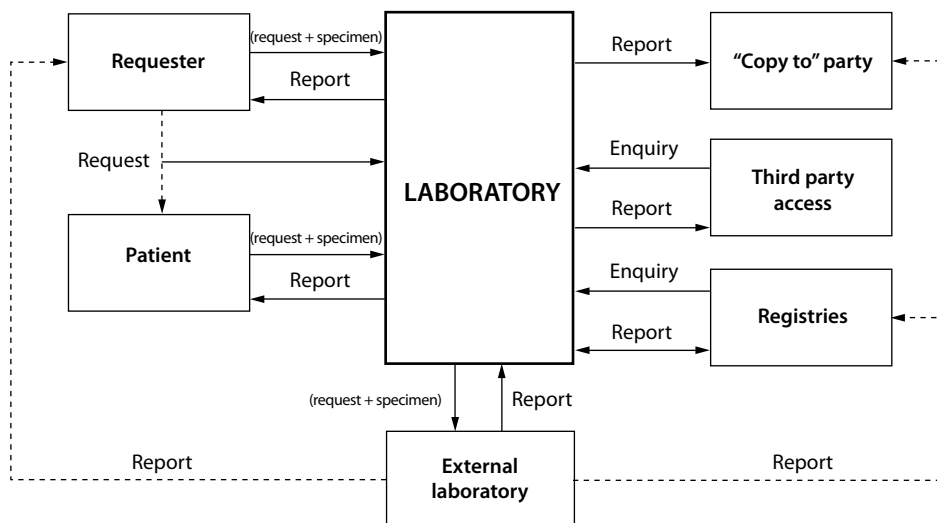 (request + specimen)
Requester
Report
Report
“Copy to” party
Request
Enquiry
LABORATORY
Third party
access
Report
Patient
(request + specimen)
Report
Enquiry
Registries
Report
(request + specimen)
Report
Report
External
laboratory
Report